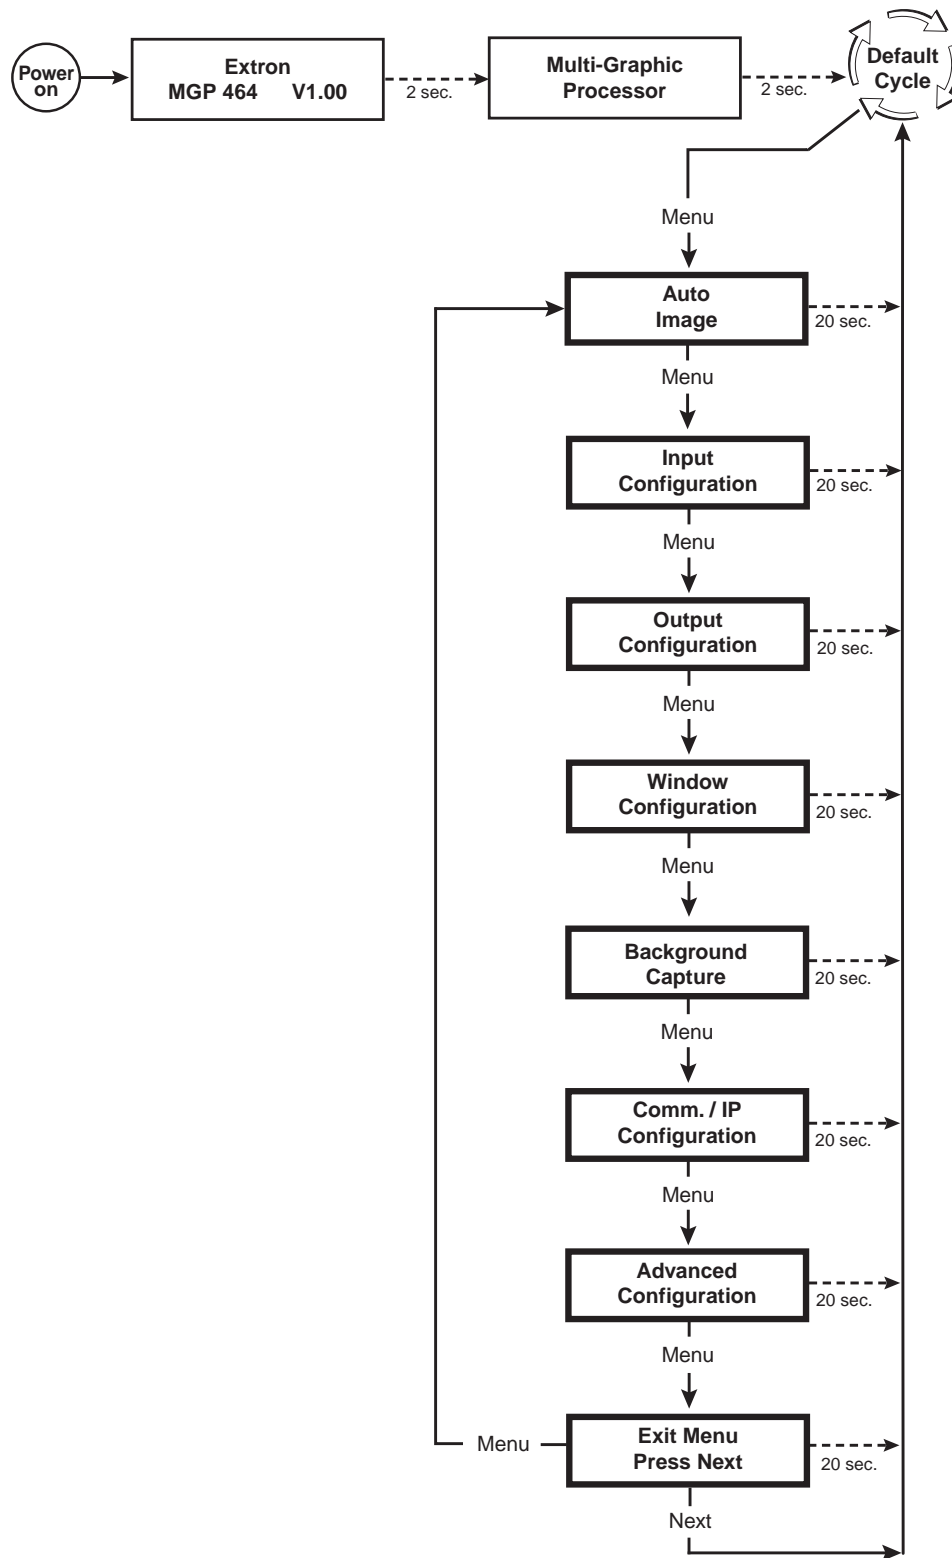 Power
on
Extron
MGP 464 V1.00
2 sec.
Multi-Graphic
Processor
2 sec.
Default
Cycle
Menu
Auto
Image
20 sec.
Menu
Input
Configuration
20 sec.
Menu
Output
Configuration
20 sec.
Menu
Window
Configuration
20 sec.
Menu
Background
Capture
20 sec.
Menu
Comm. / IP
Configuration
20 sec.
Menu
Advanced
Configuration
20 sec.
Menu
Exit Menu
Press Next
20 sec.
Menu
Next